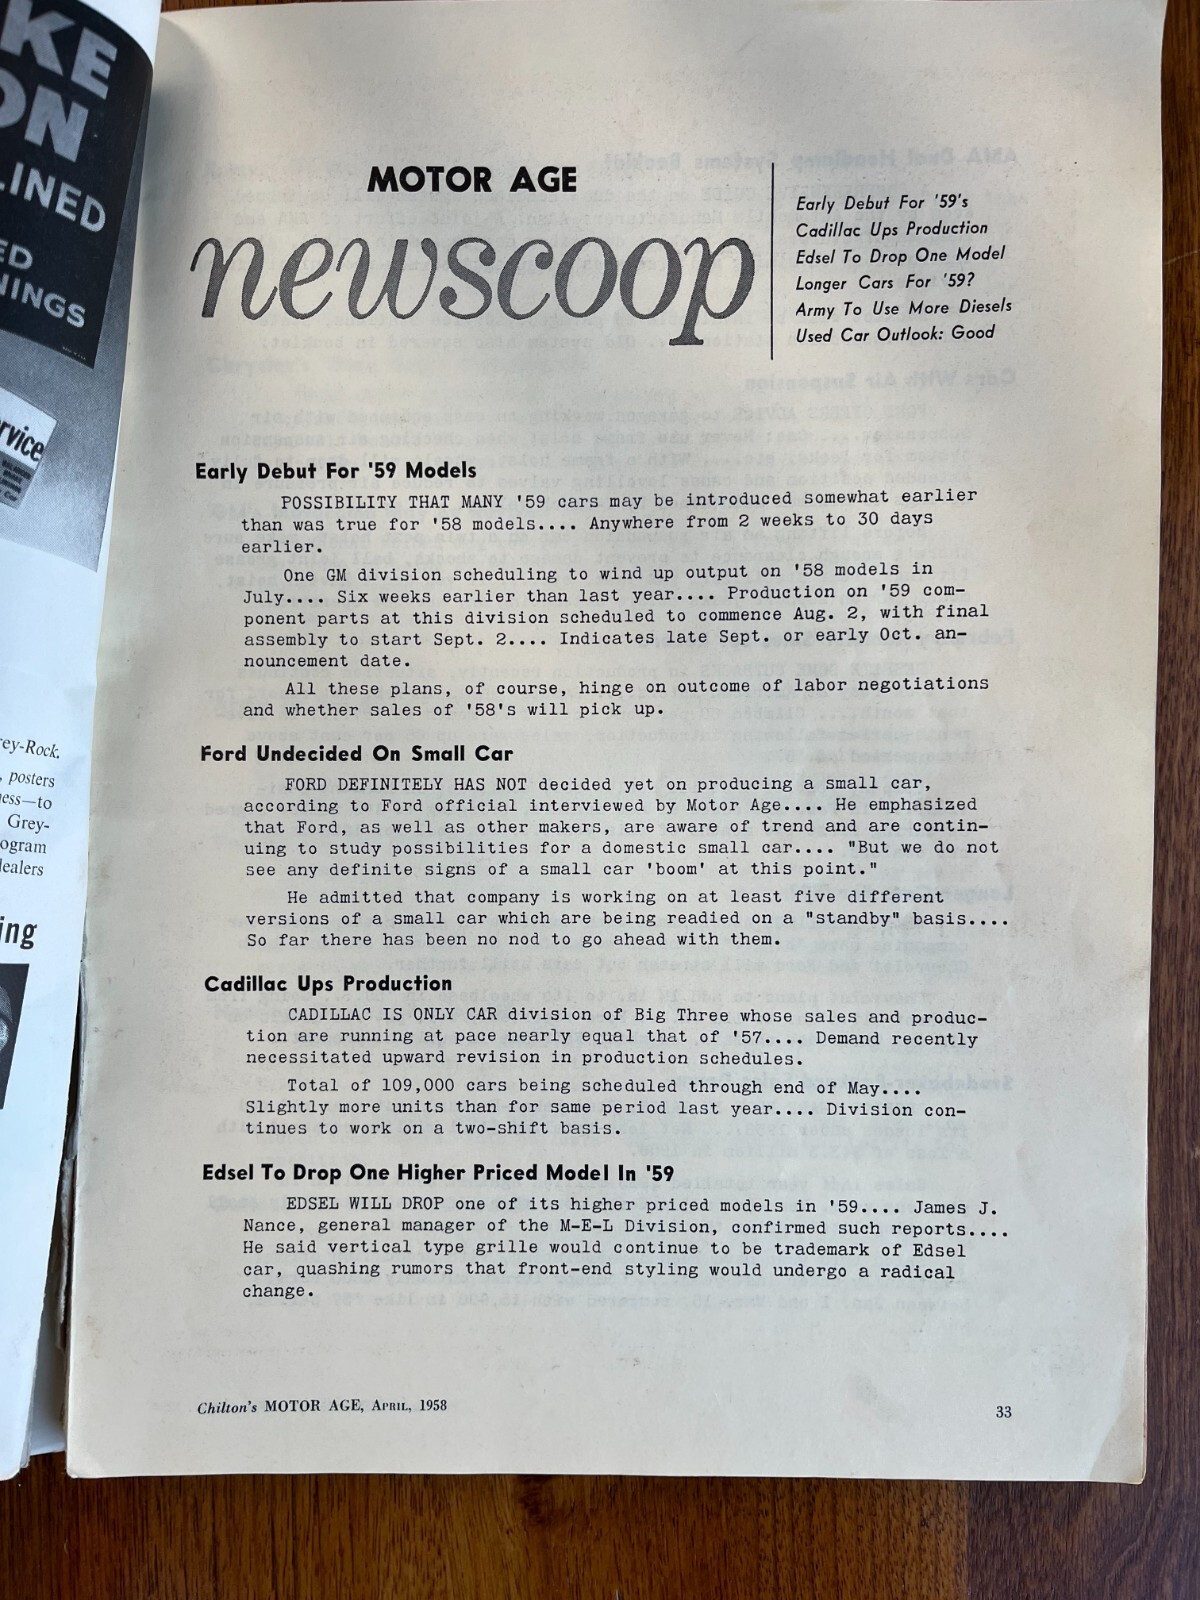 KE
ON
LINED
ED
NINGS
rvice
ey-Rock.
, posters
ess—to
Grey-
ogram
ealers
ing
MOTOR AGE
newscoop
Early Debut For '59's
Cadillac Ups Production
Edsel To Drop One Model
Longer Cars For '59?
Army To Use More Diesels
Used Car Outlook: Good
Early Debut For '59 Models
POSSIBILITY THAT MANY '59 cars may be introduced somewhat earlier
than was true for '58 models.... Anywhere from 2 weeks to 30 days
earlier.
One GM division scheduling to wind up output on '58 models in
July.... Six weeks earlier than last year.... Production on '59 com-
ponent parts at this division scheduled to commence Aug. 2, with final
assembly to start Sept. 2.... Indicates late Sept. or early Oct. an-
nouncement date.
All these plans, of course, hinge on outcome of labor negotiations
and whether sales of '58's will pick up.
Ford Undecided On Small Car
FORD DEFINITELY HAS NOT decided yet on producing a small car,
according to Ford official interviewed by Motor Age.... He emphasized
that Ford, as well as other makers, are aware of trend and are contin-
uing to study possibilities for a domestic small car.... "But we do not
see any definite signs of a small car 'boom' at this point."
He admitted that company is working on at least five different
versions of a small car which are being readied on a "standby" basis....
So far there has been no nod to go ahead with them.
Cadillac Ups Production
CADILLAC IS ONLY CAR division of Big Three whose sales and produc-
tion are running at pace nearly equal that of '57.... Demand recently
necessitated upward revision in production schedules.
Total of 109,000 cars being scheduled through end of May....
Slightly more units than for same period last year.... Division con-
tinues to work on a two-shift basis.
Edsel To Drop One Higher Priced Model In '59
EDSEL WILL DROP one of its higher priced models in '59.... James J.
Nance, general manager of the M-E-L Division, confirmed such reports....
He said vertical type grille would continue to be trademark of Edsel
car, quashing rumors that front-end styling would undergo a radical
change.
Chilton's MOTOR AGE, APRIL, 1958
33